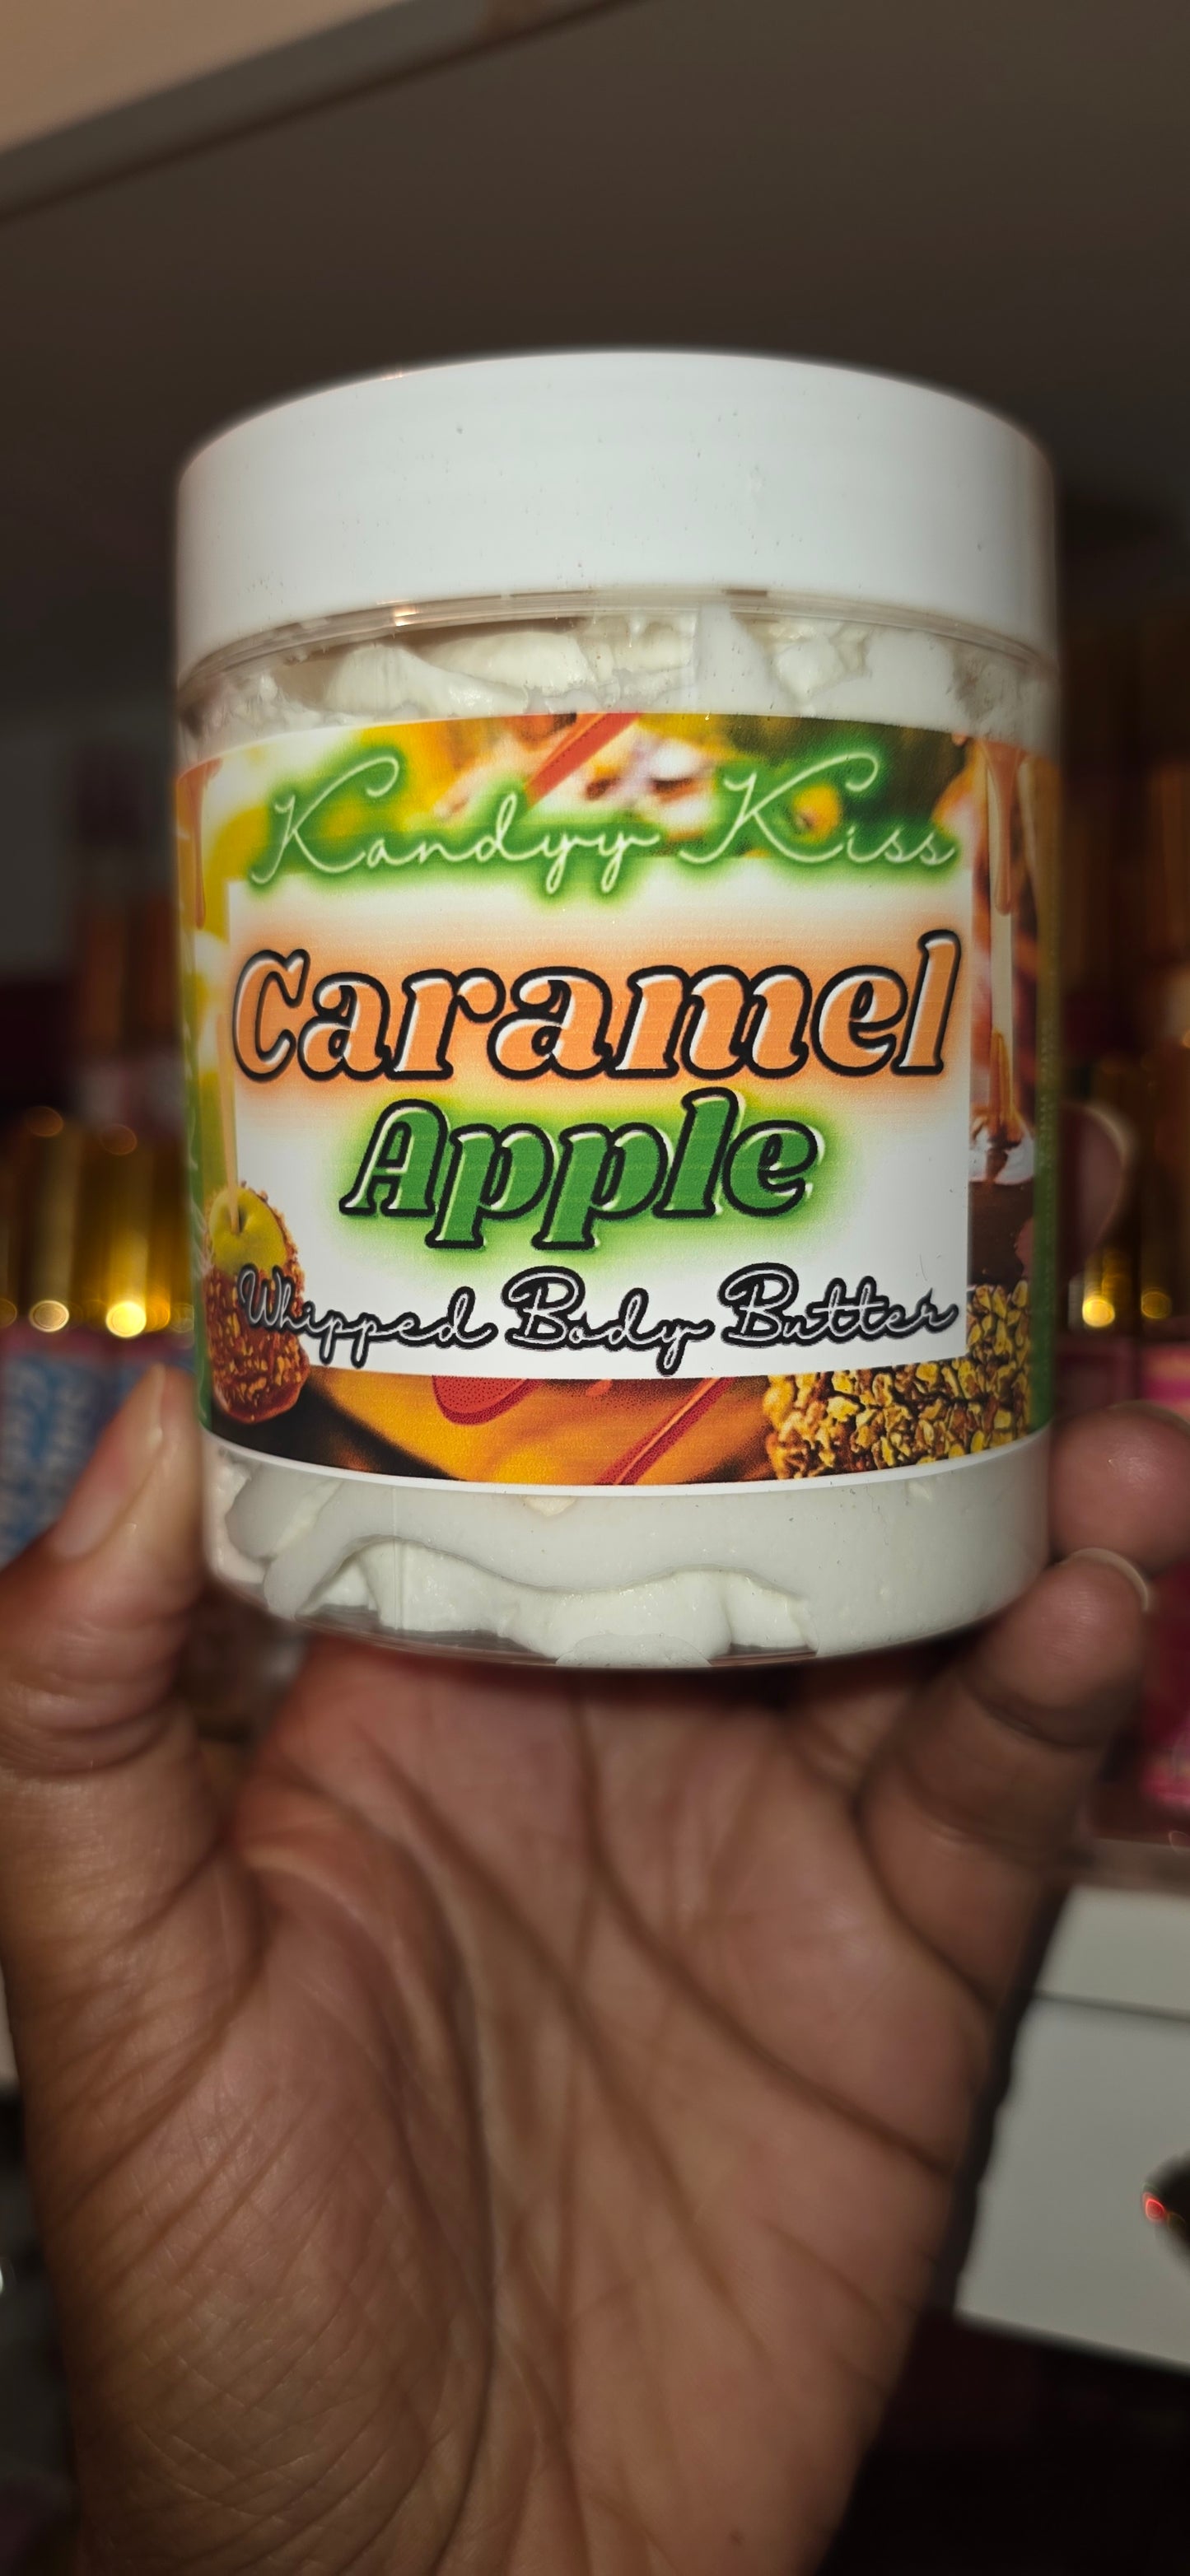 Kandyy Kiss
Caramel
Apple
Whipped Body Butter